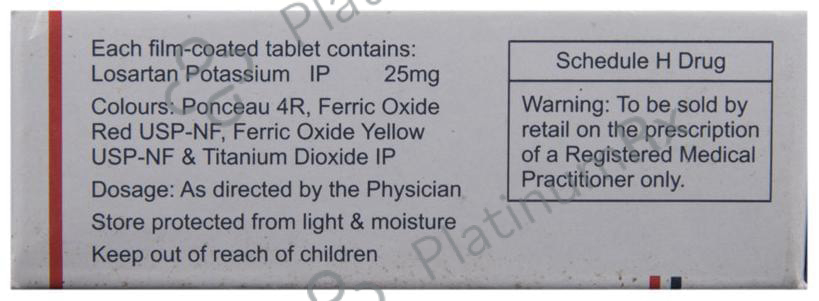 Each film-coated tablet contains:
Losartan Potassium IP 25mg
Colours: Ponceau 4R, Ferric Oxide
Red USP-NF, Ferric Oxide Yellow
USP-NF & Titanium Dioxide IP
Dosage: As directed by the Physician
Store protected from light & moisture
Keep out of reach of children
Schedule H Drug
Warning: To be sold by
retail on the prescription
of a Registered Medical
Practitioner only.
PlatinumRx